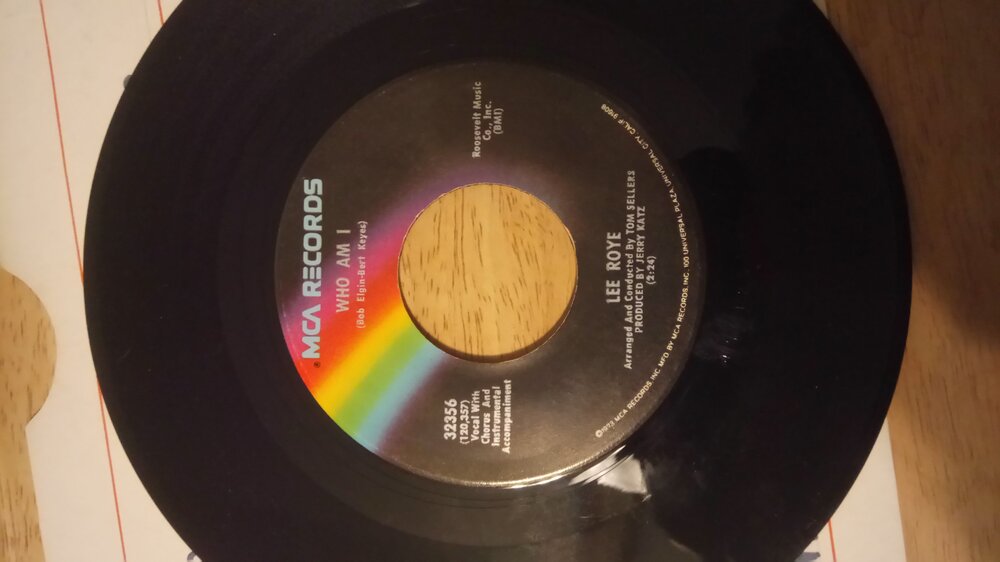 MCA RECORDS
WHO AM I
(Bob Elgin-Bert Keyes)
32356
(120,357)
Vocal With
Chorus And
Instrumental
Accompaniment
Roosevelt Music
Co., Inc.
(BMI)
LEE ROYE
Arranged And Conducted By TOM SELLERS
PRODUCED BY JERRY KATZ
(2:24)
©1973 MCA RECORDS, INC. MFD BY MCA RECORDS, INC. 100 UNIVERSAL PLAZA, UNIVERSAL CITY, CALIF. 91608